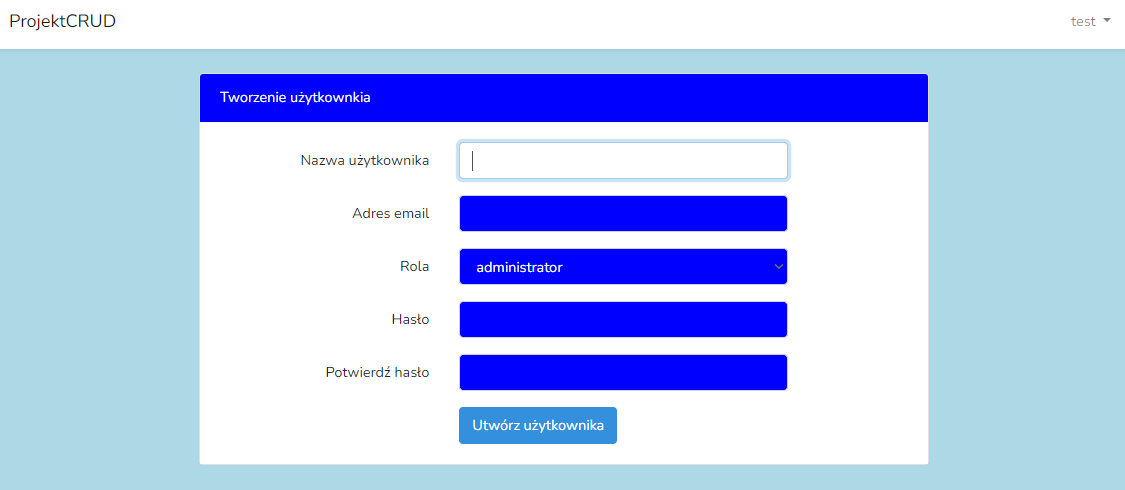 ProjektCRUD
test
Tworzenie użytkownkia
Nazwa użytkownika
Adres email
Rola
administrator
Hasło
Potwierdź hasło
Utwórz użytkownika